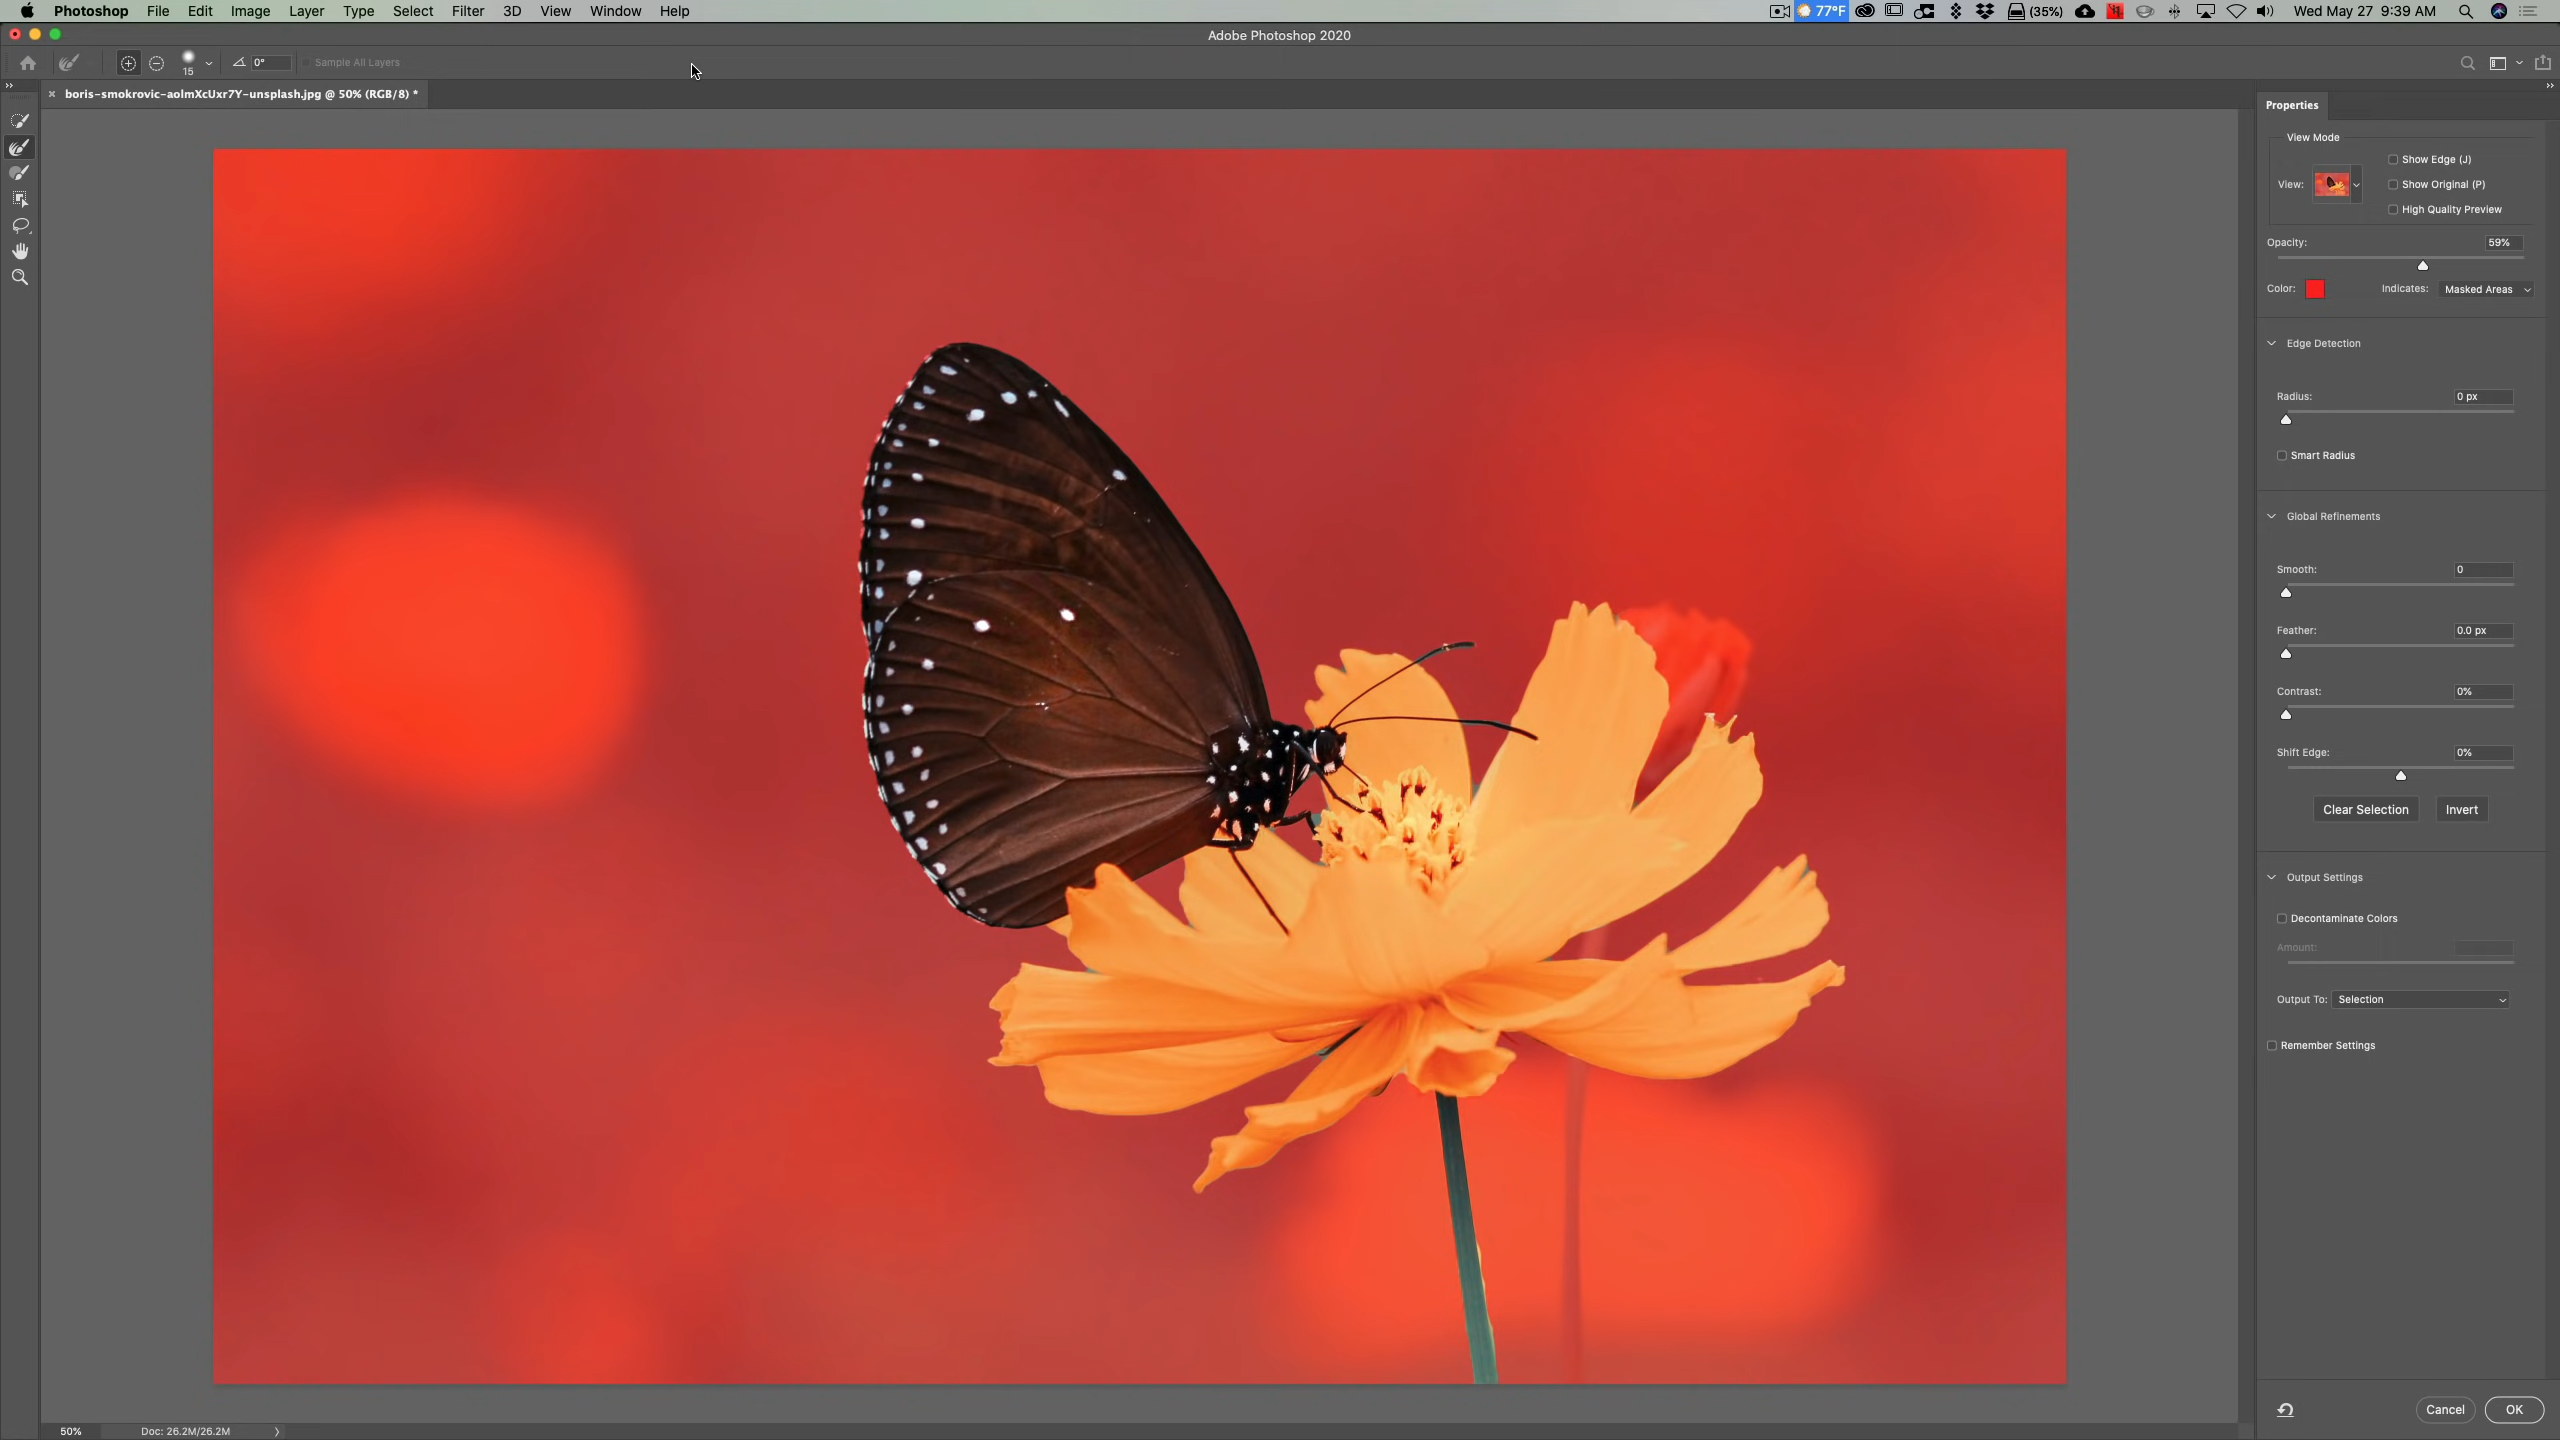 Photoshop File Edit Image Layer Type Select Filter 3D View Window Help 77°F (35%) Wed May 27 9:39 AM
Adobe Photoshop 2020
15 0° Sample All Layers
boris-smokrovic-aolmXcUxr7Y-unsplash.jpg @ 50% (RGB/8) *
Properties
View Mode
Show Edge (J)
View: Show Original (P)
High Quality Preview
Opacity: 59%
Color: Indicates: Masked Areas
Edge Detection
Radius: 0 px
Smart Radius
Global Refinements
Smooth: 0
Feather: 0.0 px
Contrast: 0%
Shift Edge: 0%
Clear Selection Invert
Output Settings
Decontaminate Colors
Amount:
Output To: Selection
Remember Settings
Cancel OK
50% Doc: 26.2M/26.2M